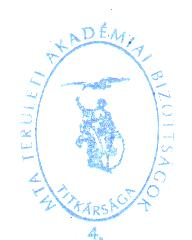 MTA TERÜLETI AKADÉMIAI BIZOTTSÁGOK
TITKÁRSÁGA
4.